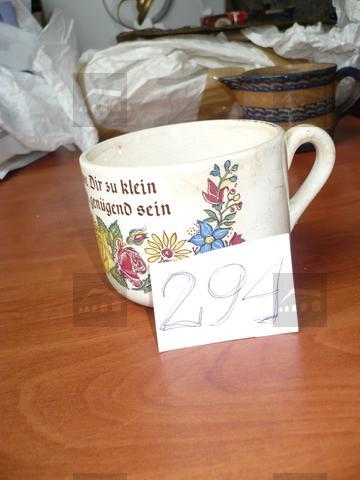 Dir zu klein
genügend sein
294